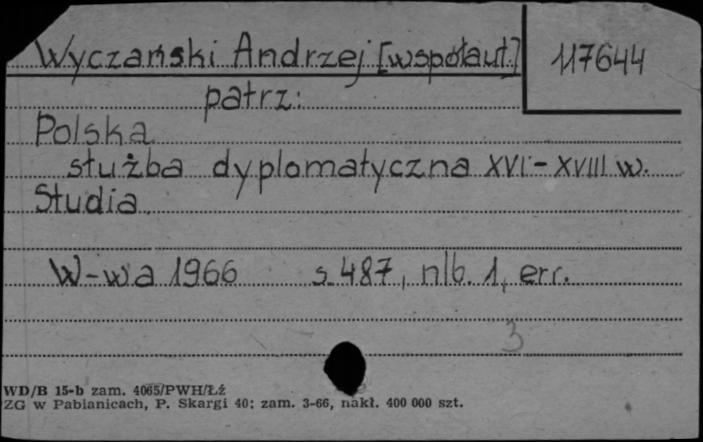 Wyczański Andrzej [współaut.] 117644
patrz:
Polska
służba dyplomatyczna XVI - XVIII w.
Studia
W-wa 1966 s. 487, nlb. 1, err.
3
WD/B 15-b zam. 4065/PWH/Łź
ZG w Pabianicach, P. Skargi 40; zam. 3-66, nakł. 400 000 szt.